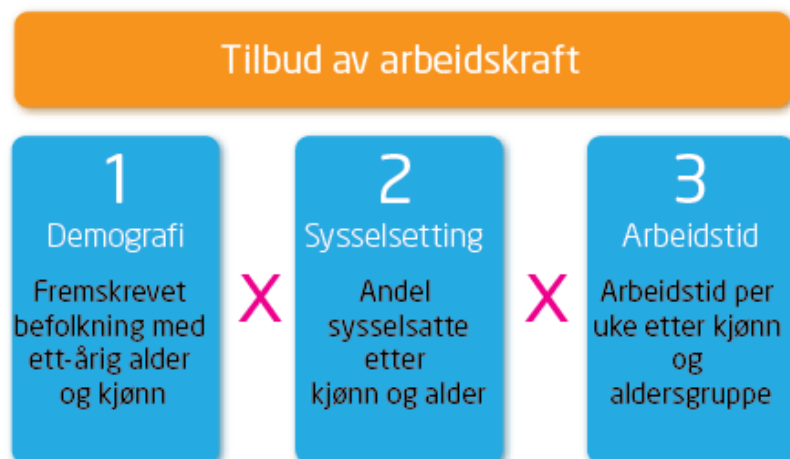 Tilbud av arbeidskraft
1
Demografi
Fremskrevet
befolkning med
ett-årig alder
og kjønn
X
2
Sysselsetting
Andel
sysselsatte
etter
kjønn og alder
X
3
Arbeidstid
Arbeidstid per
uke etter kjønn
og
aldersgruppe